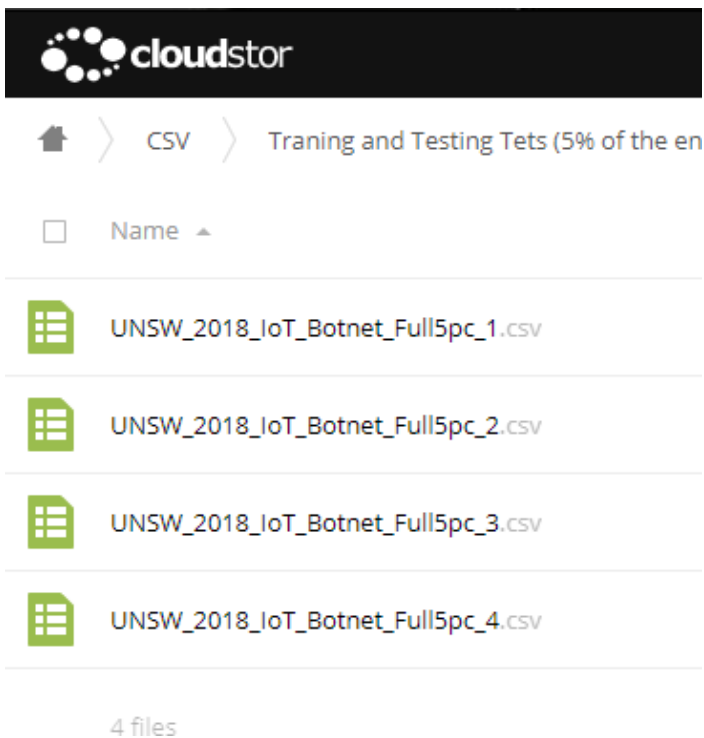 cloudstor
CSV Traning and Testing Tets (5% of the en
Name
UNSW_2018_IoT_Botnet_Full5pc_1.csv
UNSW_2018_IoT_Botnet_Full5pc_2.csv
UNSW_2018_IoT_Botnet_Full5pc_3.csv
UNSW_2018_IoT_Botnet_Full5pc_4.csv
4 files